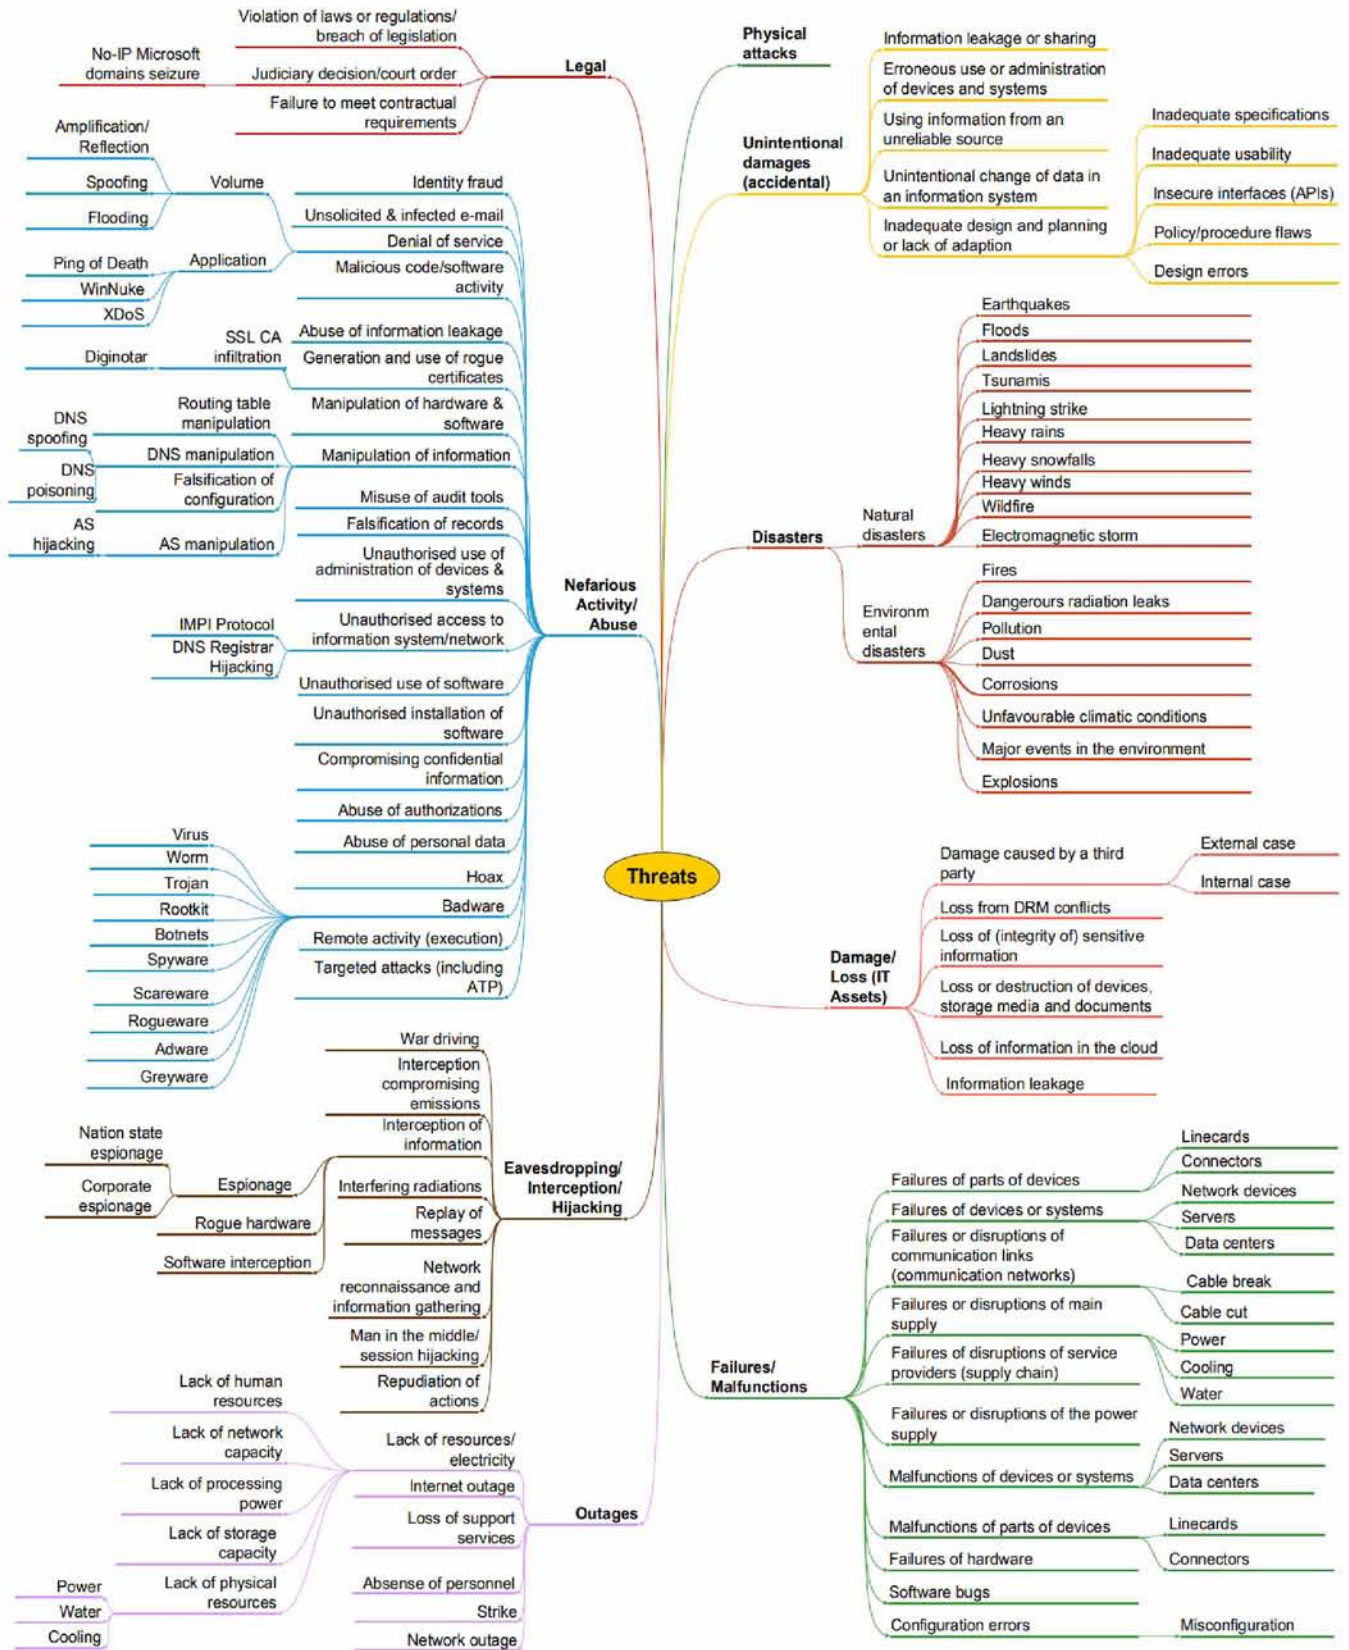 Violation of laws or regulations/
breach of legislation
No-IP Microsoft
domains seizure
Judiciary decision/court order
Failure to meet contractual
requirements
Legal
Amplification/
Reflection
Spoofing
Flooding
Volume
Ping of Death
WinNuke
XDoS
Application
Identity fraud
Unsolicited & infected e-mail
Denial of service
Malicious code/software
activity
Abuse of information leakage
Diginotar
SSL CA
infiltration
Generation and use of rogue
certificates
Manipulation of hardware &
software
DNS
spoofing
DNS
poisoning
AS
hijacking
Routing table
manipulation
DNS manipulation
Falsification of
configuration
AS manipulation
Manipulation of information
Misuse of audit tools
Falsification of records
Unauthorised use of
administration of devices &
systems
IMPI Protocol
DNS Registrar
Hijacking
Unauthorised access to
information system/network
Unauthorised use of software
Unauthorised installation of
software
Compromising confidential
information
Abuse of authorizations
Abuse of personal data
Hoax
Badware
Remote activity (execution)
Targeted attacks (including
ATP)
Virus
Worm
Trojan
Rootkit
Botnets
Spyware
Scareware
Rogueware
Adware
Greyware
Nefarious
Activity/
Abuse
War driving
Interception
compromising
emissions
Interception of
information
Nation state
espionage
Corporate
espionage
Espionage
Rogue hardware
Software interception
Interfering radiations
Replay of
messages
Network
reconnaissance and
information gathering
Man in the middle/
session hijacking
Repudiation of
actions
Eavesdropping/
Interception/
Hijacking
Lack of human
resources
Lack of network
capacity
Lack of processing
power
Lack of storage
capacity
Lack of physical
resources
Power
Water
Cooling
Lack of resources/
electricity
Internet outage
Loss of support
services
Absense of personnel
Strike
Network outage
Outages
Threats
Physical
attacks
Unintentional
damages
(accidental)
Information leakage or sharing
Erroneous use or administration
of devices and systems
Using information from an
unreliable source
Unintentional change of data in
an information system
Inadequate design and planning
or lack of adaption
Inadequate specifications
Inadequate usability
Insecure interfaces (APIs)
Policy/procedure flaws
Design errors
Disasters
Natural
disasters
Earthquakes
Floods
Landslides
Tsunamis
Lightning strike
Heavy rains
Heavy snowfalls
Heavy winds
Wildfire
Electromagnetic storm
Environm
ental
disasters
Fires
Dangerours radiation leaks
Pollution
Dust
Corrosions
Unfavourable climatic conditions
Major events in the environment
Explosions
Damage/
Loss (IT
Assets)
Damage caused by a third
party
External case
Internal case
Loss from DRM conflicts
Loss of (integrity of) sensitive
information
Loss or destruction of devices,
storage media and documents
Loss of information in the cloud
Information leakage
Failures/
Malfunctions
Failures of parts of devices
Linecards
Connectors
Failures of devices or systems
Network devices
Servers
Data centers
Failures or disruptions of
communication links
(communication networks)
Cable break
Cable cut
Failures or disruptions of main
supply
Power
Cooling
Water
Failures of disruptions of service
providers (supply chain)
Failures or disruptions of the power
supply
Malfunctions of devices or systems
Network devices
Servers
Data centers
Malfunctions of parts of devices
Linecards
Connectors
Failures of hardware
Software bugs
Configuration errors
Misconfiguration